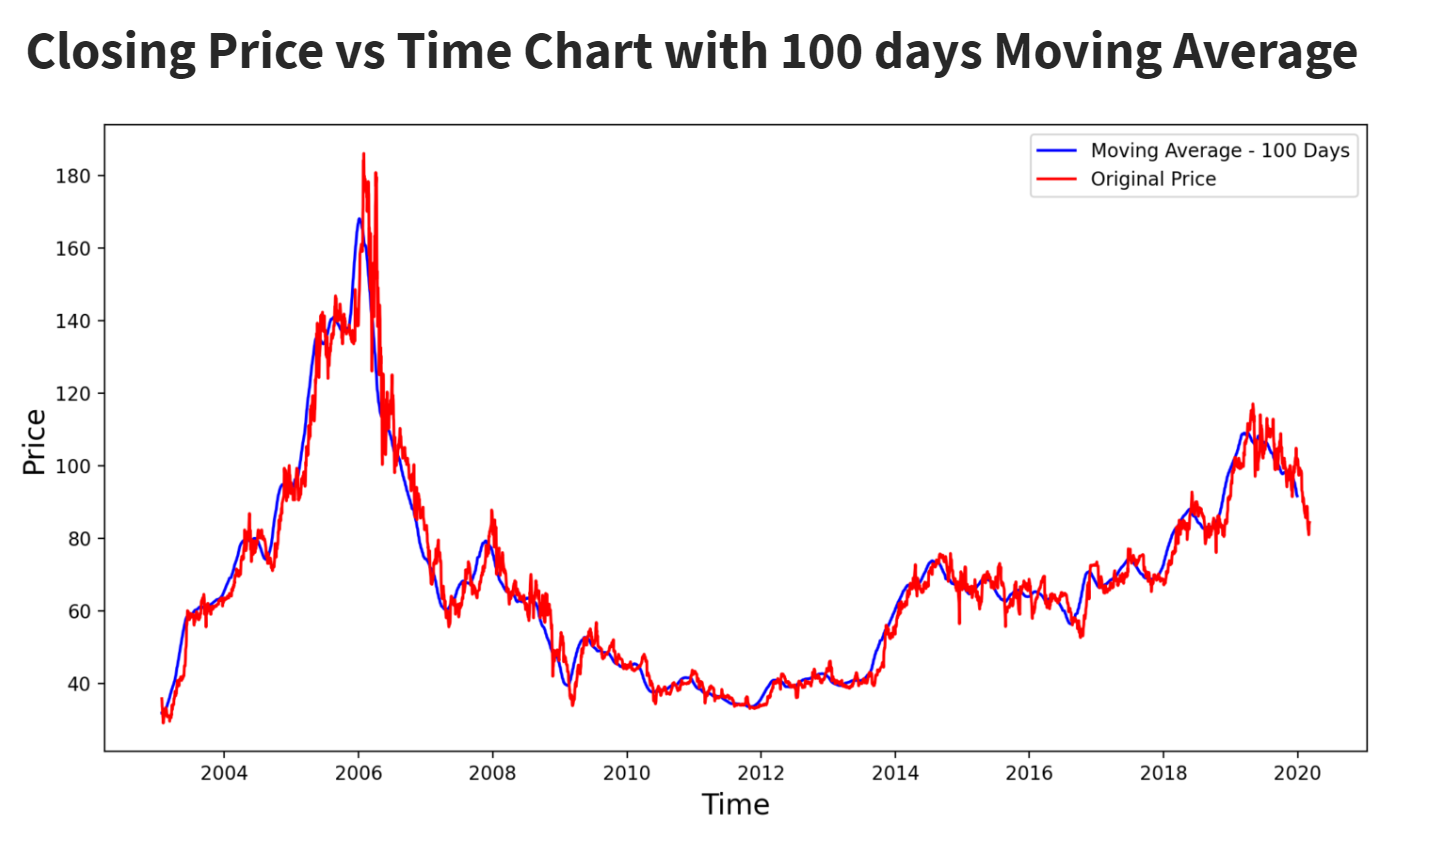 Closing Price vs Time Chart with 100 days Moving Average
Moving Average - 100 Days
Original Price
180
160
140
120
100
80
60
40
Price
2004 2006 2008 2010 2012 2014 2016 2018 2020
Time